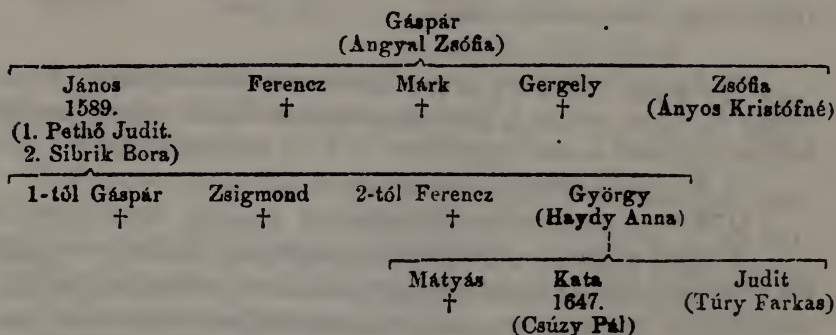 Gáspár
(Angyal Zsófia)
János Ferencz Márk Gergely Zsófia
1589. † † † (Ányos Kristófné)
(1. Pethő Judit.
2. Sibrik Bora)
1-től Gáspár Zsigmond 2-tól Ferencz György
† † † (Haydy Anna)
Mátyás Kata Judit
† 1647. (Túry Farkas)
(Csúzy Pál)